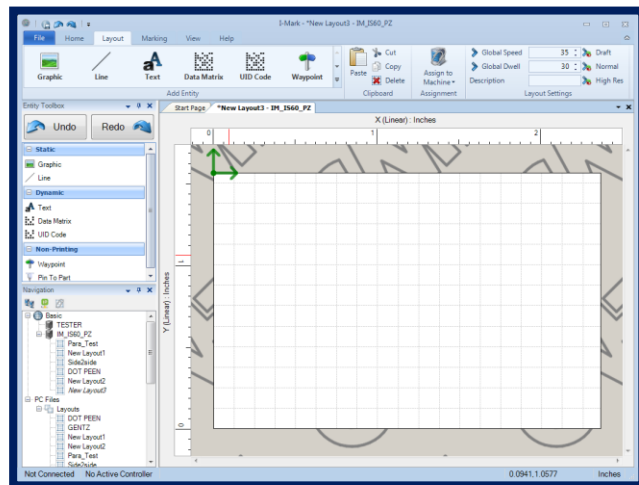 I-Mark - *New Layout3 - IM_IS60_PZ
File Home Layout Marking View Help
Graphic Line Text Data Matrix UID Code Waypoint
Add Entity
Paste Cut Copy Delete
Clipboard
Assign to Machine
Assignment
Global Speed 35 Draft
Global Dwell 30 Normal
Description High Res
Layout Settings
Entity Toolbox
Undo Redo
Static
Graphic
Line
Dynamic
Text
Data Matrix
UID Code
Non-Printing
Waypoint
Pin To Part
Navigation
Basic
TESTER
IM_IS60_PZ
Para_Test
New Layout1
Side2side
DOT PEEN
New Layout2
New Layout3
PC Files
Layouts
DOT PEEN
GENTZ
New Layout1
New Layout2
Para_Test
Side2side
Start Page *New Layout3 - IM_IS60_PZ
X (Linear) : Inches
0 1 2
Y (Linear) : Inches
1
0
Not Connected No Active Controller 0.0941,1.0577 Inches